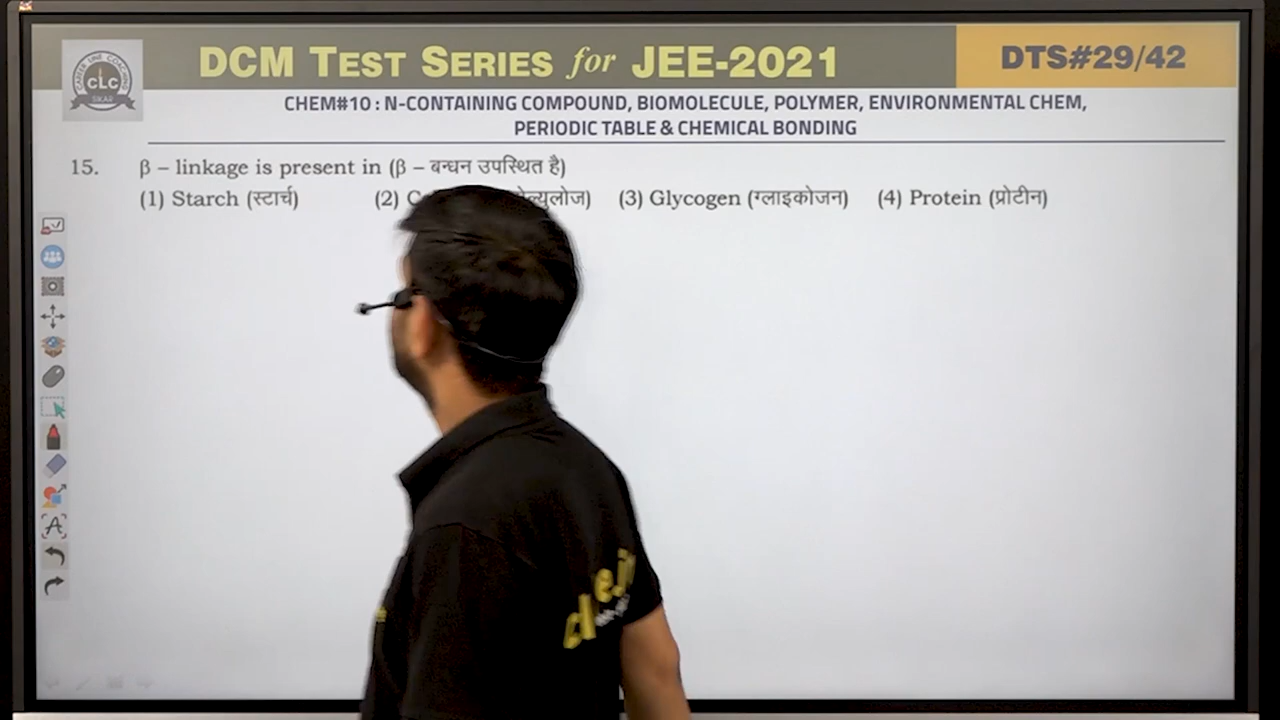 DCM TEST SERIES for JEE-2021
DTS#29/42
CLC
SIKAR
CHEM#10 : N-CONTAINING COMPOUND, BIOMOLECULE, POLYMER, ENVIRONMENTAL CHEM,
PERIODIC TABLE & CHEMICAL BONDING
15. β – linkage is present in (β – बन्धन उपस्थित है)
(1) Starch (स्टार्च) (2) (3) Glycogen (ग्लाइकोजन) (4) Protein (प्रोटीन)